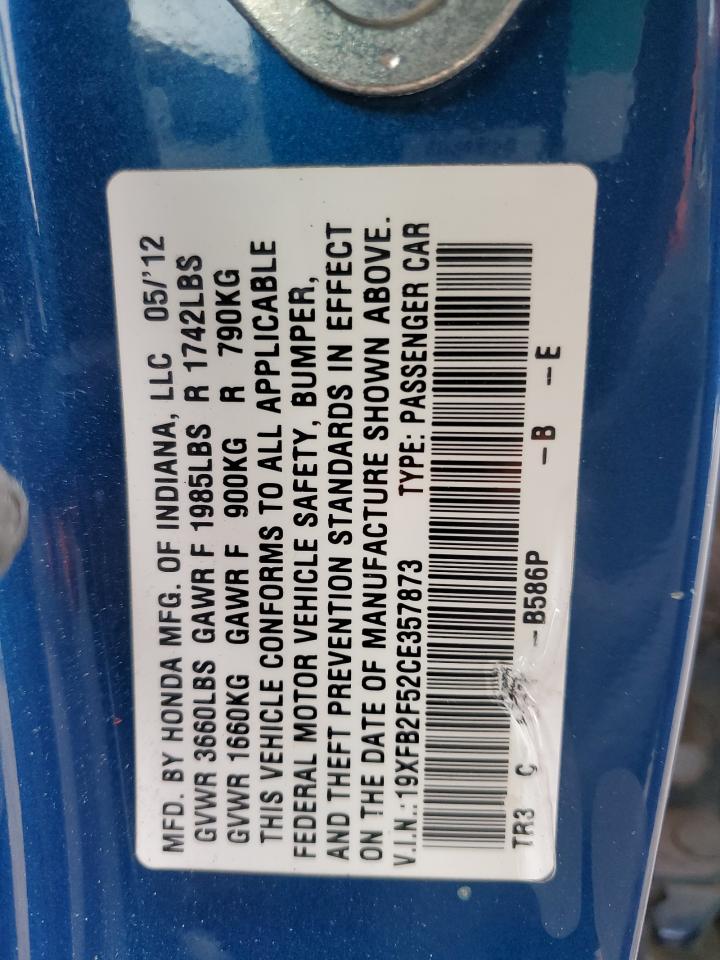 MFD. BY HONDA MFG. OF INDIANA, LLC 05/'12
GVWR 3660LBS GAWR F 1985LBS R 1742LBS
GVWR 1660KG GAWR F 900KG R 790KG
THIS VEHICLE CONFORMS TO ALL APPLICABLE
FEDERAL MOTOR VEHICLE SAFETY, BUMPER,
AND THEFT PREVENTION STANDARDS IN EFFECT
ON THE DATE OF MANUFACTURE SHOWN ABOVE.
V.I.N.:19XFB2F52CE357873 TYPE: PASSENGER CAR
TR3 C -B586P -B -E